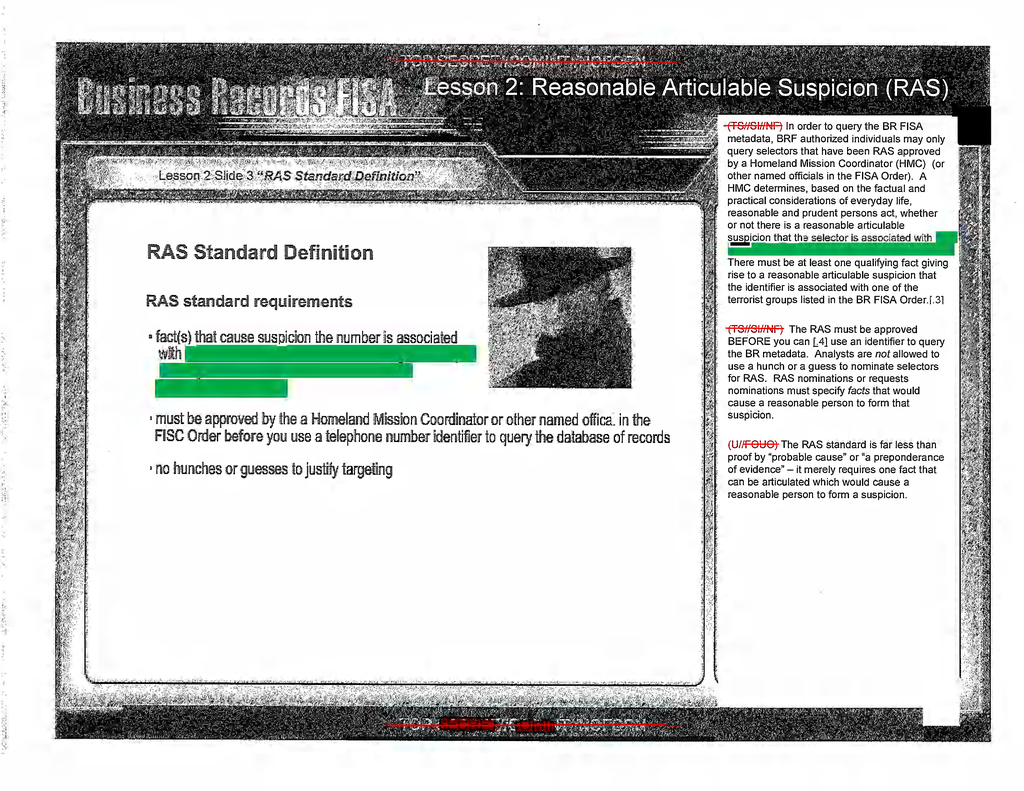 Business Records FISA
Lesson 2: Reasonable Articulable Suspicion (RAS)
Lesson 2 Slide 3 "RAS Standard Definition"
RAS Standard Definition
RAS standard requirements
• fact(s) that cause suspicion the number is associated
with
• must be approved by the a Homeland Mission Coordinator or other named offica. in the
FISC Order before you use a telephone number identifier to query the database of records
• no hunches or guesses to justify targeting
(TS//SI//NF) In order to query the BR FISA
metadata, BRF authorized individuals may only
query selectors that have been RAS approved
by a Homeland Mission Coordinator (HMC) (or
other named officials in the FISA Order). A
HMC determines, based on the factual and
practical considerations of everyday life,
reasonable and prudent persons act, whether
or not there is a reasonable articulable
suspicion that the selector is associated with
There must be at least one qualifying fact giving
rise to a reasonable articulable suspicion that
the identifier is associated with one of the
terrorist groups listed in the BR FISA Order.[.3]
(TS//SI//NF) The RAS must be approved
BEFORE you can [.4] use an identifier to query
the BR metadata. Analysts are not allowed to
use a hunch or a guess to nominate selectors
for RAS. RAS nominations or requests
nominations must specify facts that would
cause a reasonable person to form that
suspicion.
(U//FOUO) The RAS standard is far less than
proof by "probable cause" or "a preponderance
of evidence" – it merely requires one fact that
can be articulated which would cause a
reasonable person to form a suspicion.